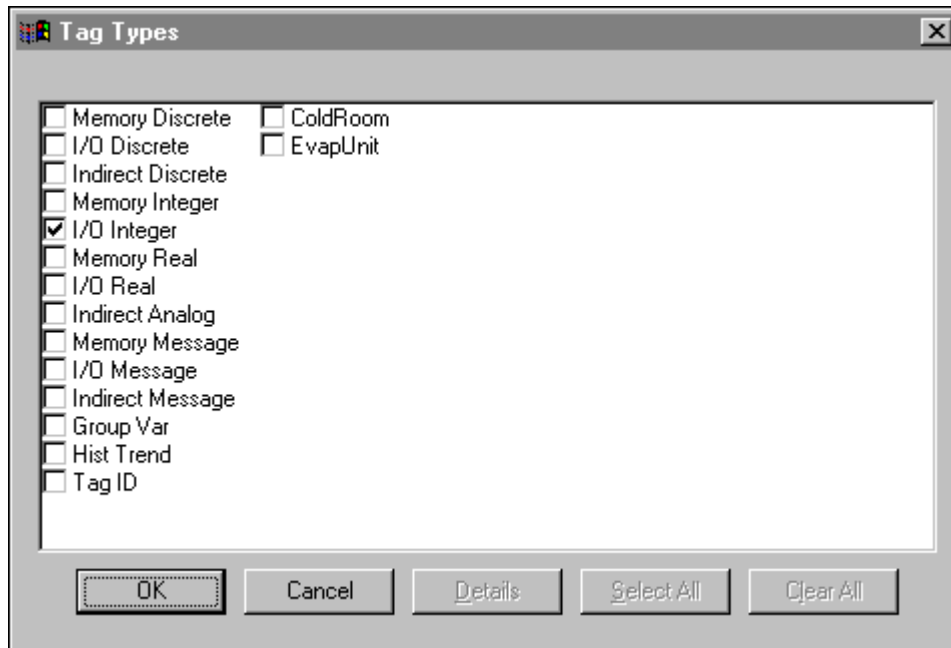 Tag Types
Memory Discrete
I/O Discrete
Indirect Discrete
Memory Integer
I/O Integer
Memory Real
I/O Real
Indirect Analog
Memory Message
I/O Message
Indirect Message
Group Var
Hist Trend
Tag ID
ColdRoom
EvapUnit
OK Cancel Details Select All Clear All